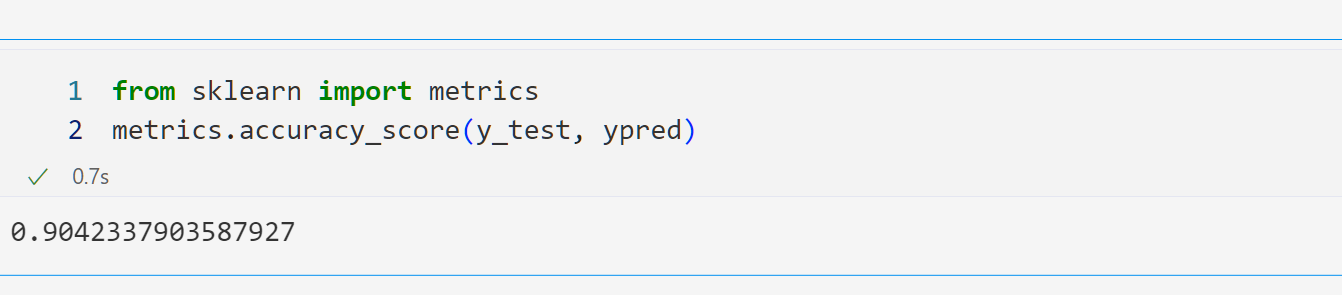 1 from sklearn import metrics
2 metrics.accuracy_score(y_test, ypred)
✓ 0.7s
0.9042337903587927